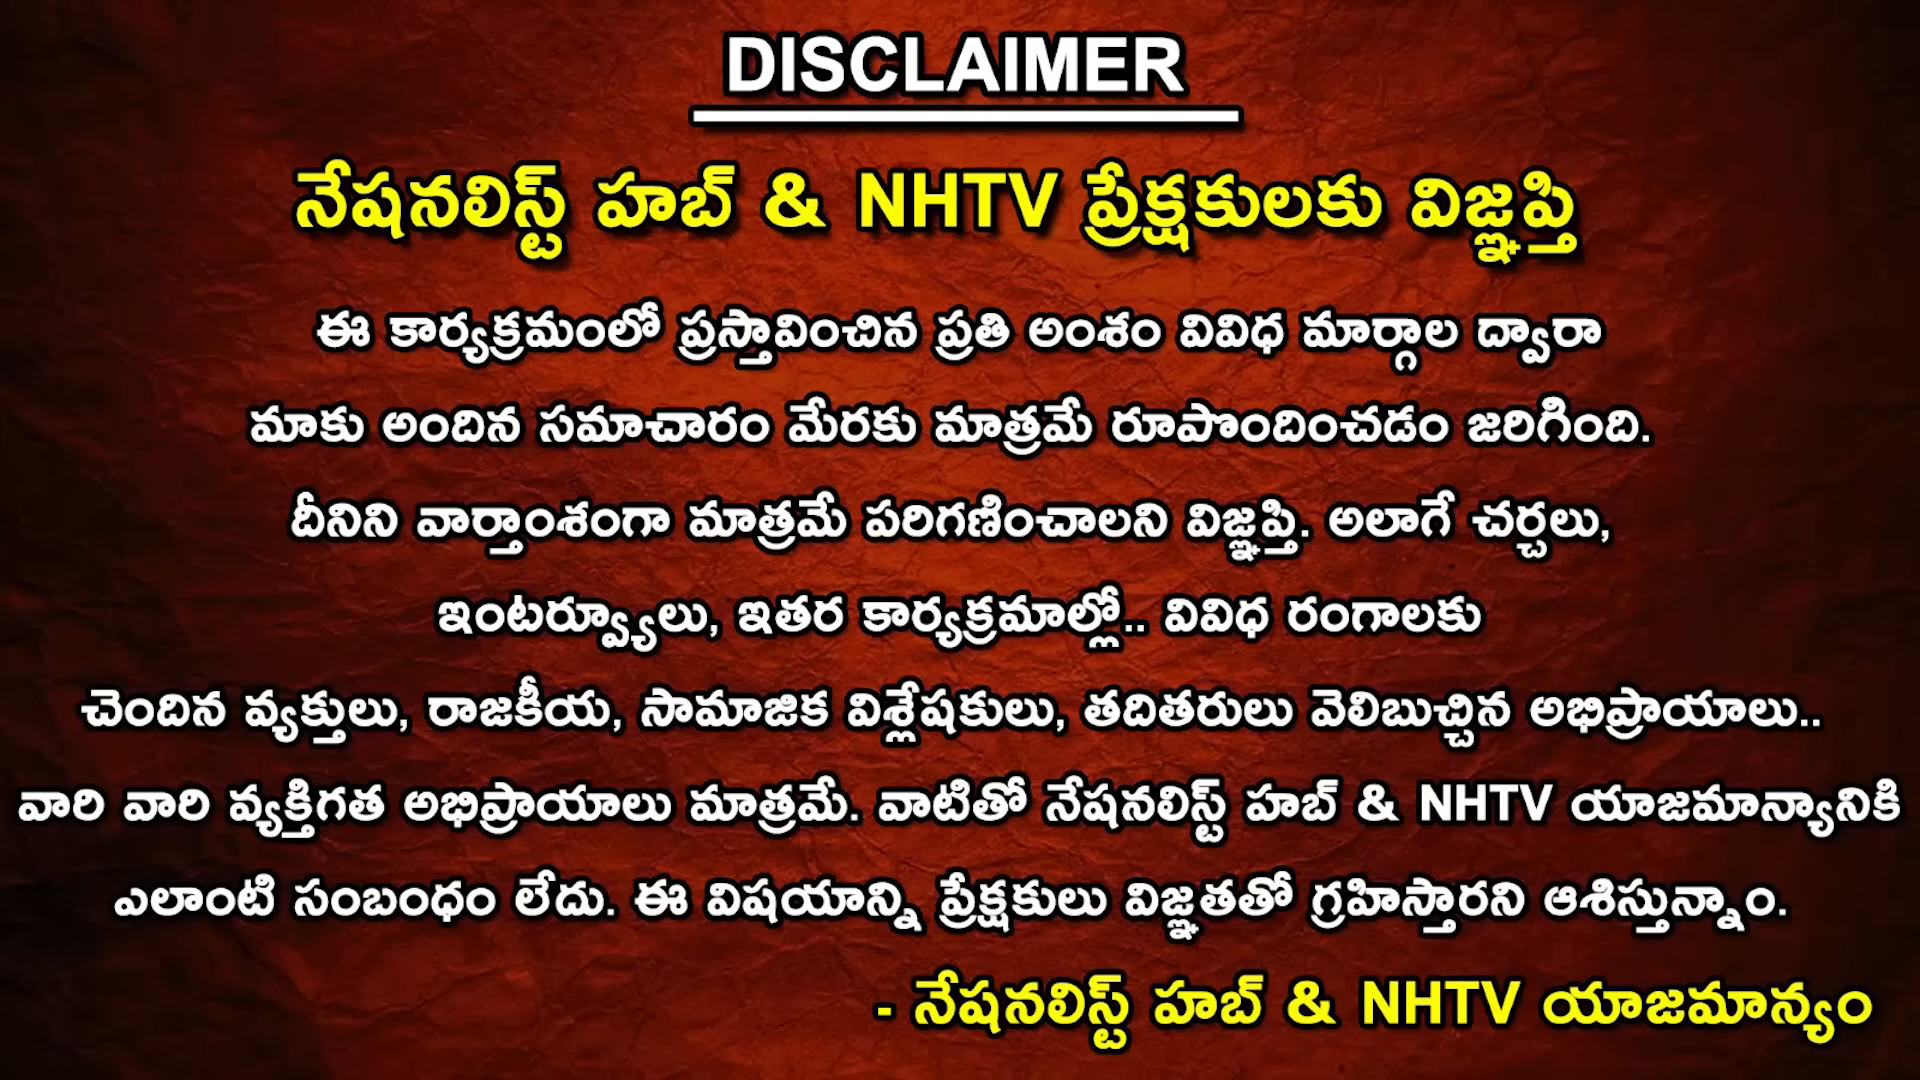 DISCLAIMER
నేషనలిస్ట్ హబ్ & NHTV ప్రేక్షకులకు విజ్ఞప్తి
ఈ కార్యక్రమంలో ప్రస్తావించిన ప్రతి అంశం వివిధ మార్గాల ద్వారా
మాకు అందిన సమాచారం మేరకు మాత్రమే రూపొందించడం జరిగింది.
దీనిని వార్తాంశంగా మాత్రమే పరిగణించాలని విజ్ఞప్తి. అలాగే చర్చలు,
ఇంటర్వ్యూలు, ఇతర కార్యక్రమాల్లో.. వివిధ రంగాలకు
చెందిన వ్యక్తులు, రాజకీయ, సామాజిక విశ్లేషకులు, తదితరులు వెలిబుచ్చిన అభిప్రాయాలు..
వారి వారి వ్యక్తిగత అభిప్రాయాలు మాత్రమే. వాటితో నేషనలిస్ట్ హబ్ & NHTV యాజమాన్యానికి
ఎలాంటి సంబంధం లేదు. ఈ విషయాన్ని ప్రేక్షకులు విజ్ఞతతో గ్రహిస్తారని ఆశిస్తున్నాం.
- నేషనలిస్ట్ హబ్ & NHTV యాజమాన్యం